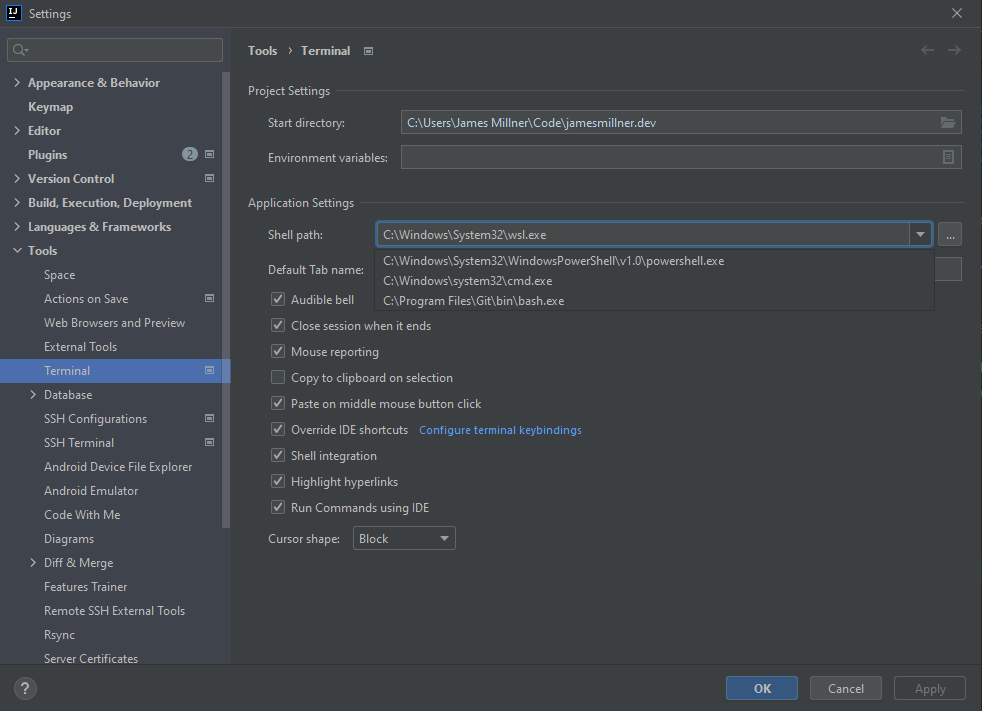 IJ Settings
Appearance & Behavior
Keymap
Editor
Plugins 2
Version Control
Build, Execution, Deployment
Languages & Frameworks
Tools
Space
Actions on Save
Web Browsers and Preview
External Tools
Terminal
Database
SSH Configurations
SSH Terminal
Android Device File Explorer
Android Emulator
Code With Me
Diagrams
Diff & Merge
Features Trainer
Remote SSH External Tools
Rsync
Server Certificates
Tools › Terminal
Project Settings
Start directory: C:\Users\James Millner\Code\jamesmillner.dev
Environment variables:
Application Settings
Shell path: C:\Windows\System32\wsl.exe ...
C:\Windows\System32\WindowsPowerShell\v1.0\powershell.exe
Default Tab name:
C:\Windows\system32\cmd.exe
C:\Program Files\Git\bin\bash.exe
Audible bell
Close session when it ends
Mouse reporting
Copy to clipboard on selection
Paste on middle mouse button click
Override IDE shortcuts Configure terminal keybindings
Shell integration
Highlight hyperlinks
Run Commands using IDE
Cursor shape: Block
? OK Cancel Apply